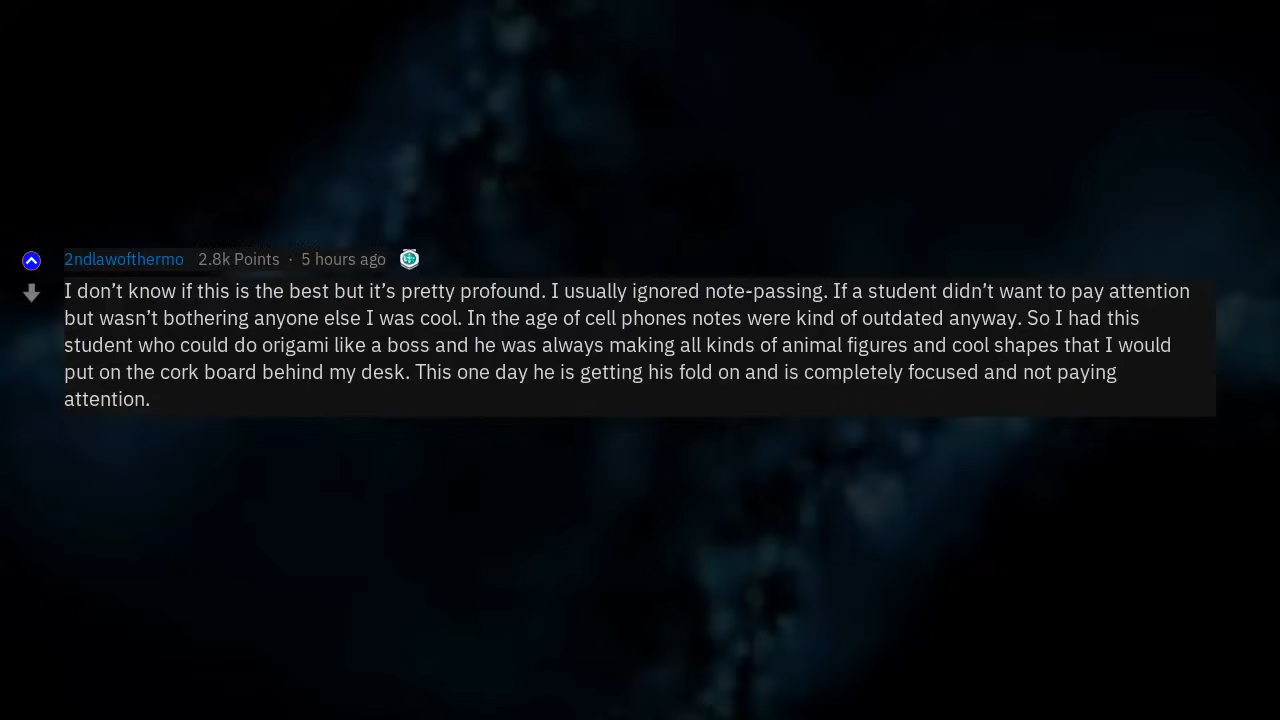 2ndlawofthermo 2.8k Points · 5 hours ago
I don’t know if this is the best but it’s pretty profound. I usually ignored note-passing. If a student didn’t want to pay attention
but wasn’t bothering anyone else I was cool. In the age of cell phones notes were kind of outdated anyway. So I had this
student who could do origami like a boss and he was always making all kinds of animal figures and cool shapes that I would
put on the cork board behind my desk. This one day he is getting his fold on and is completely focused and not paying
attention.